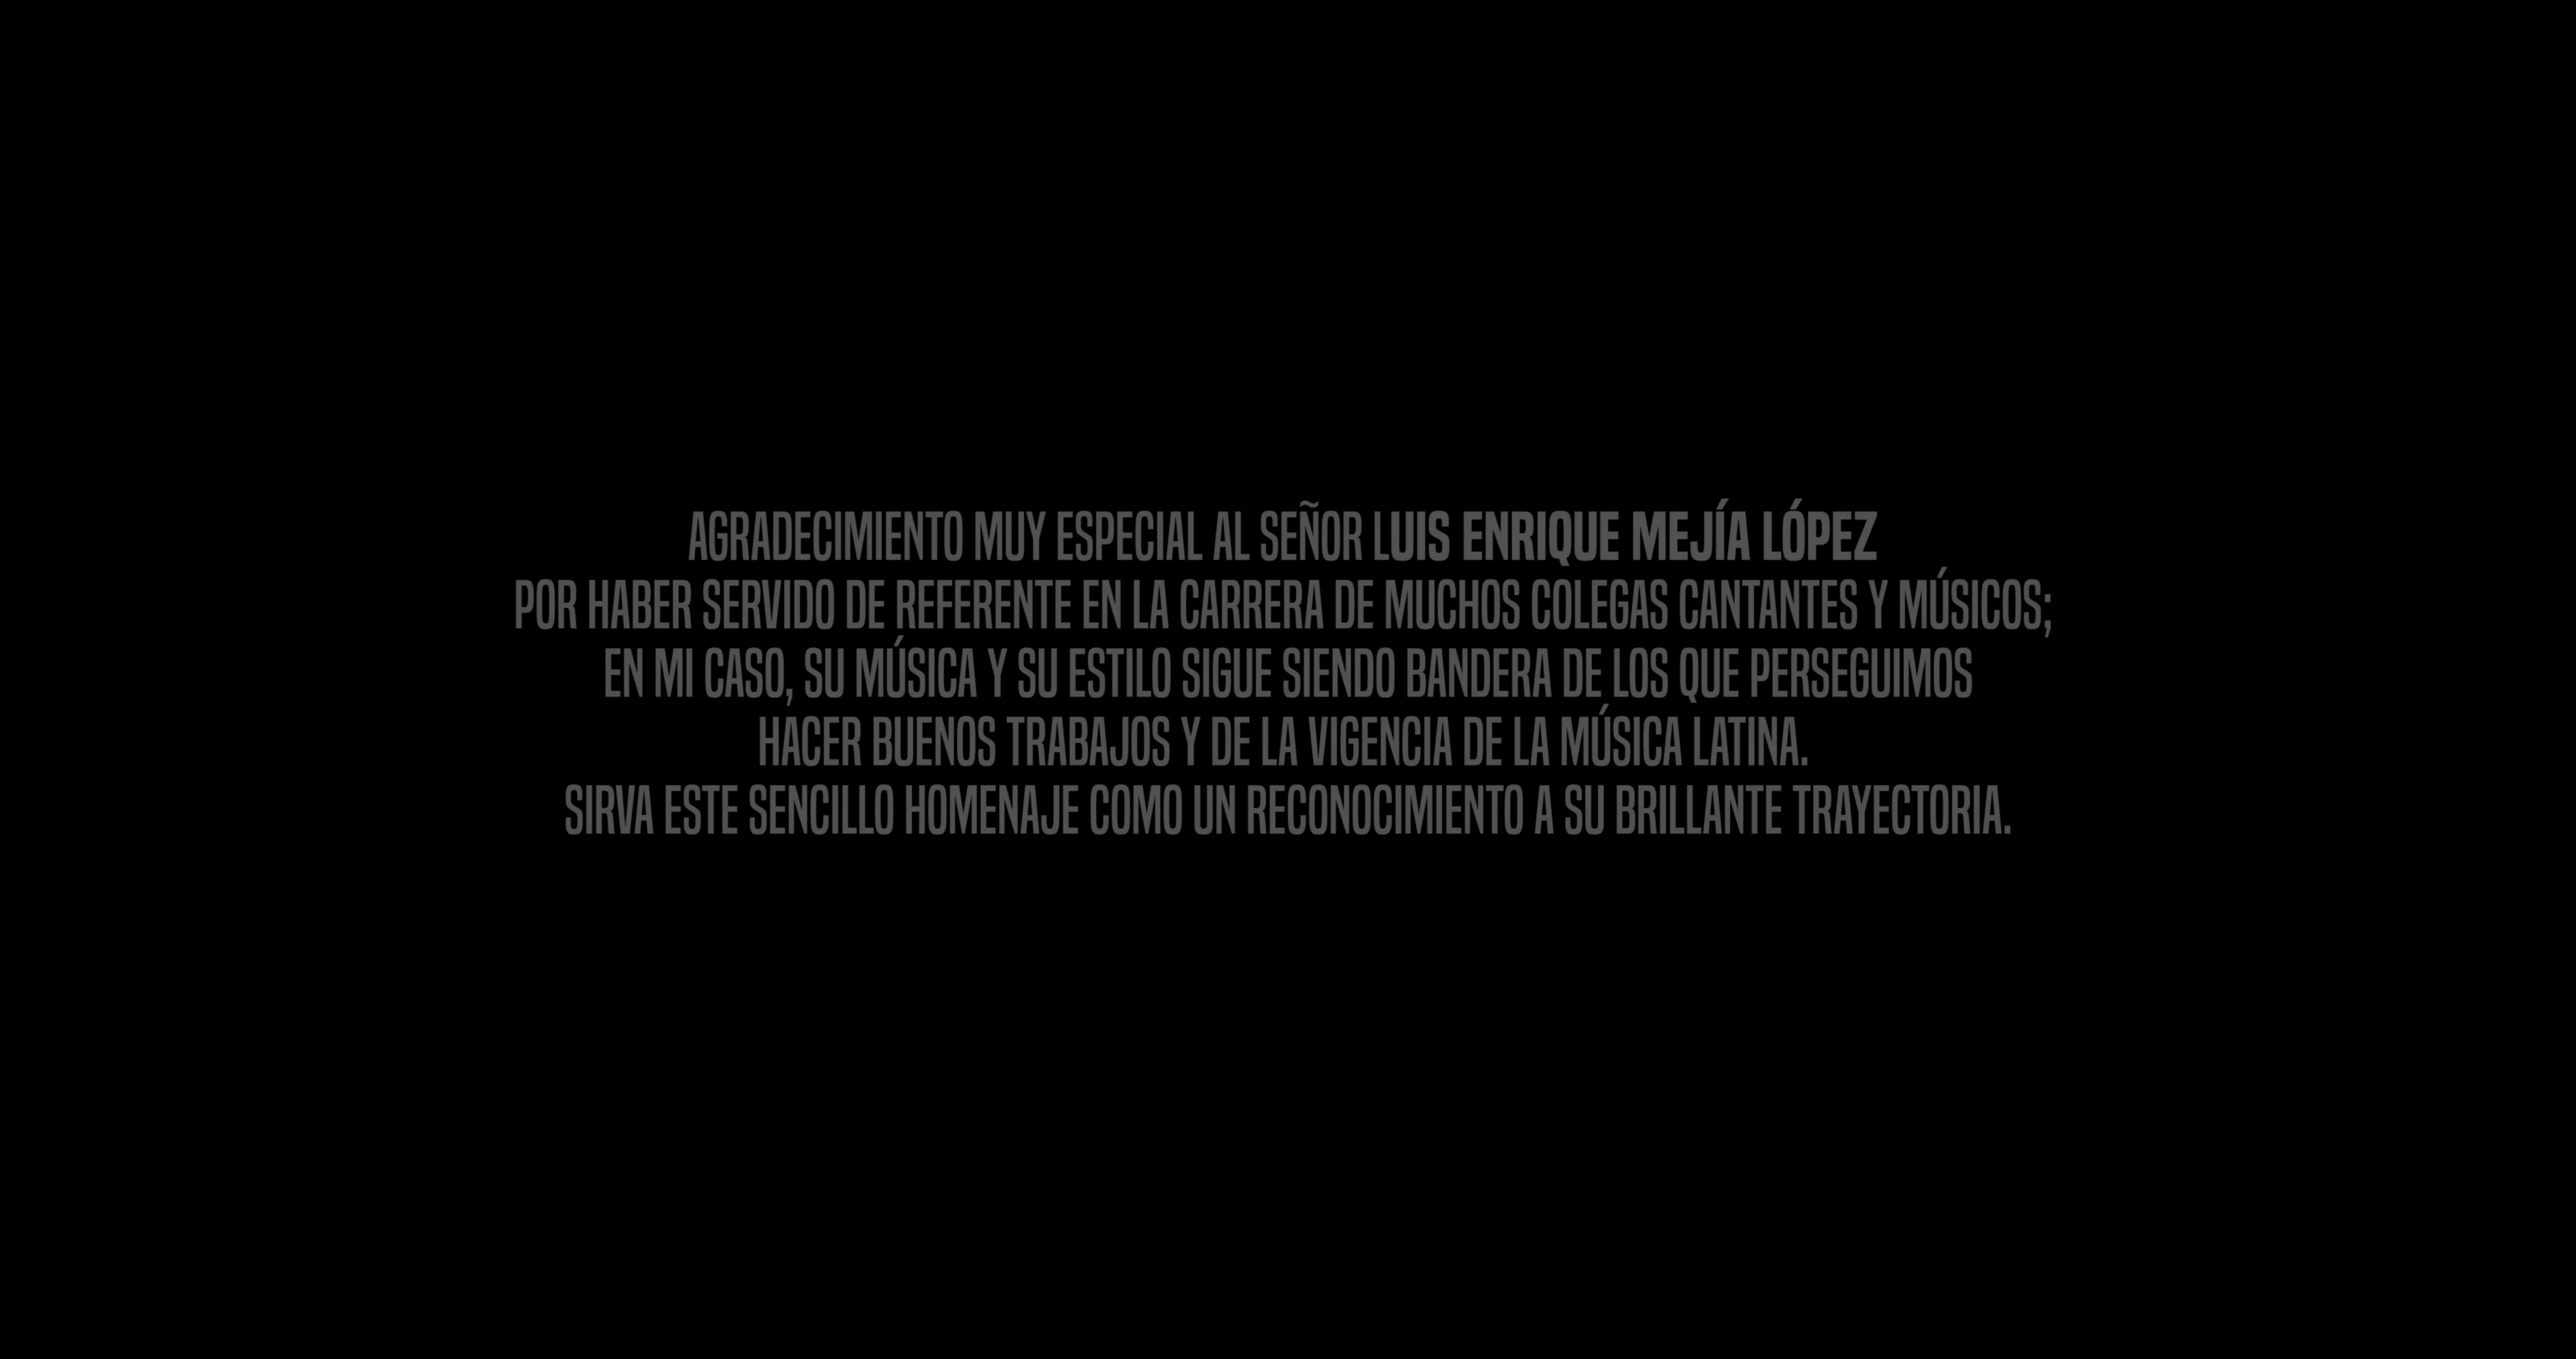 AGRADECIMIENTO MUY ESPECIAL AL SEÑOR LUIS ENRIQUE MEJÍA LÓPEZ
POR HABER SERVIDO DE REFERENTE EN LA CARRERA DE MUCHOS COLEGAS CANTANTES Y MÚSICOS;
EN MI CASO, SU MÚSICA Y SU ESTILO SIGUE SIENDO BANDERA DE LOS QUE PERSEGUIMOS
HACER BUENOS TRABAJOS Y DE LA VIGENCIA DE LA MÚSICA LATINA.
SIRVA ESTE SENCILLO HOMENAJE COMO UN RECONOCIMIENTO A SU BRILLANTE TRAYECTORIA.